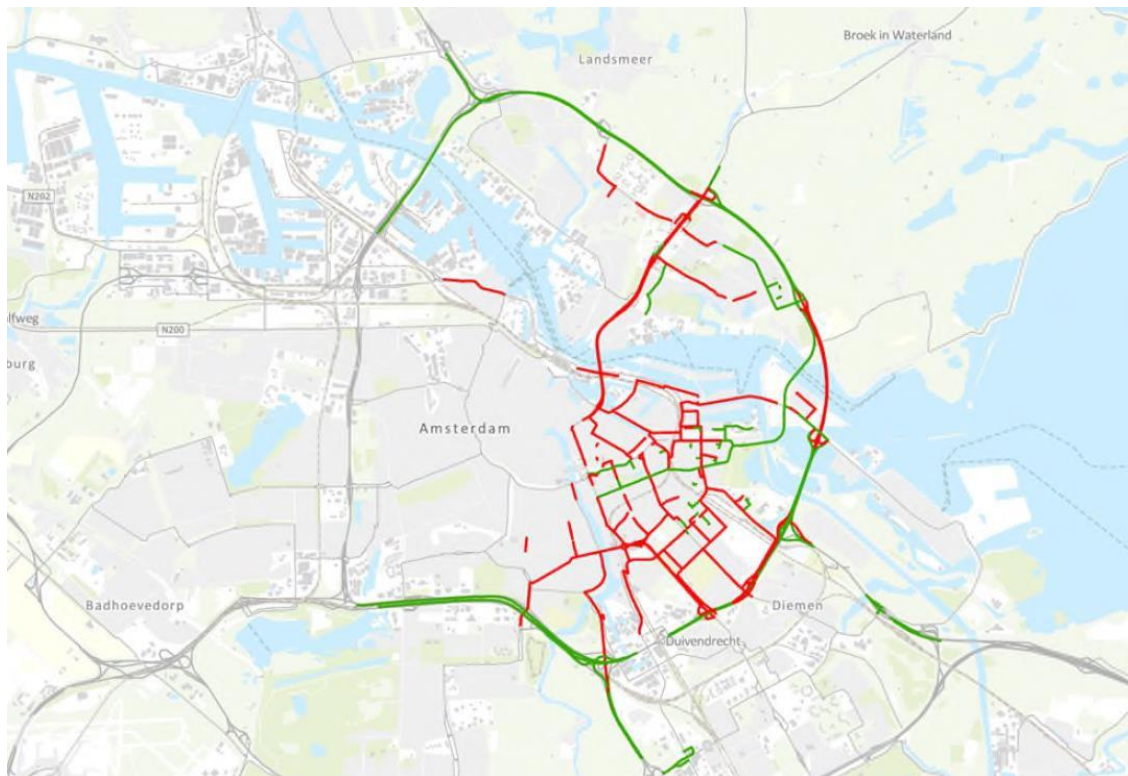 Broek in Waterland
Landsmeer
N202
N200
lfweg
burg
Amsterdam
Badhoevedorp
Diemen
Duivendrecht